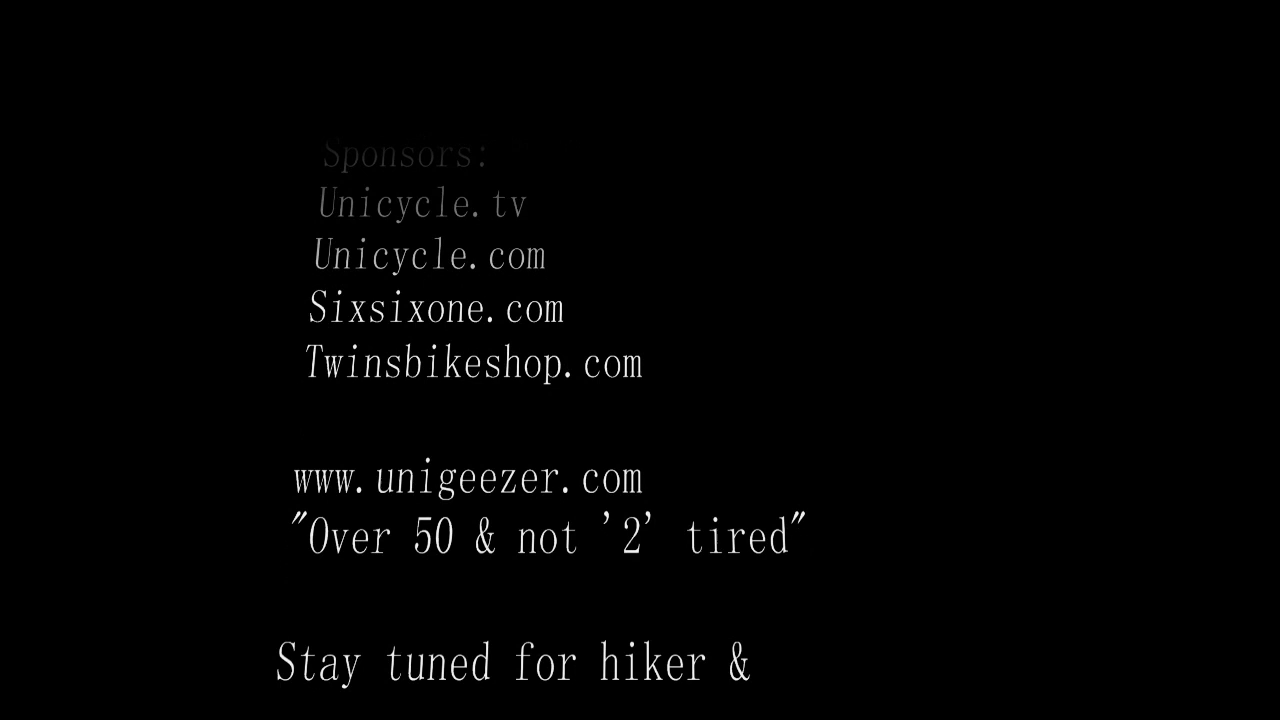 Sponsors:
Unicycle.tv
Unicycle.com
Sixsixone.com
Twinsbikeshop.com
www.unigeezer.com
"Over 50 & not '2' tired"
Stay tuned for hiker &